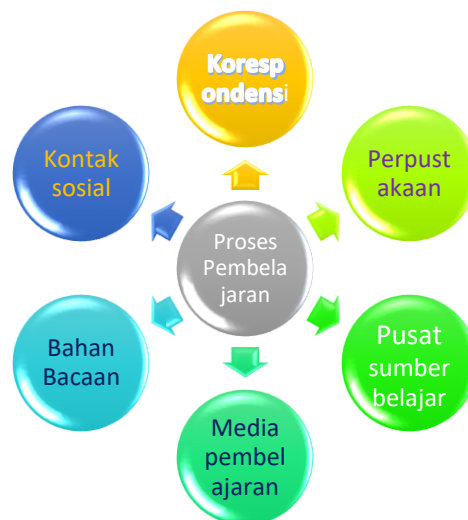 Koresp
ondensi
Kontak
sosial
Perpust
akaan
Proses
Pembela
jaran
Bahan
Bacaan
Pusat
sumber
belajar
Media
pembel
ajaran